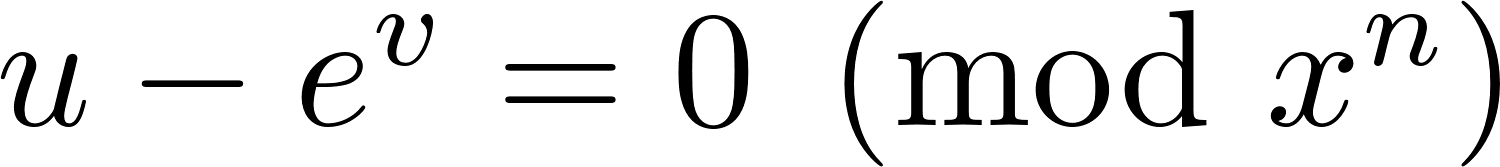 u − e^v = 0 (mod x^n)